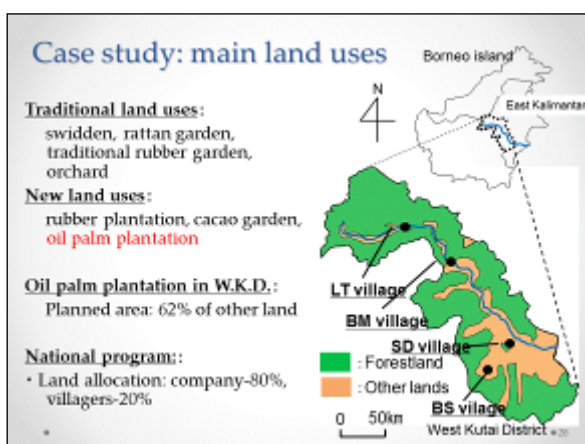 Case study: main land uses
Traditional land uses:
swidden, rattan garden,
traditional rubber garden,
orchard
New land uses:
rubber plantation, cacao garden,
oil palm plantation
Oil palm plantation in W.K.D.:
Planned area: 62% of other land
National program::
• Land allocation: company-80%,
villagers-20%
Borneo island
N
East Kalimantan
LT village
BM village
SD village
: Forestland
: Other lands
BS vilage
0 50km
West Kutai District
26